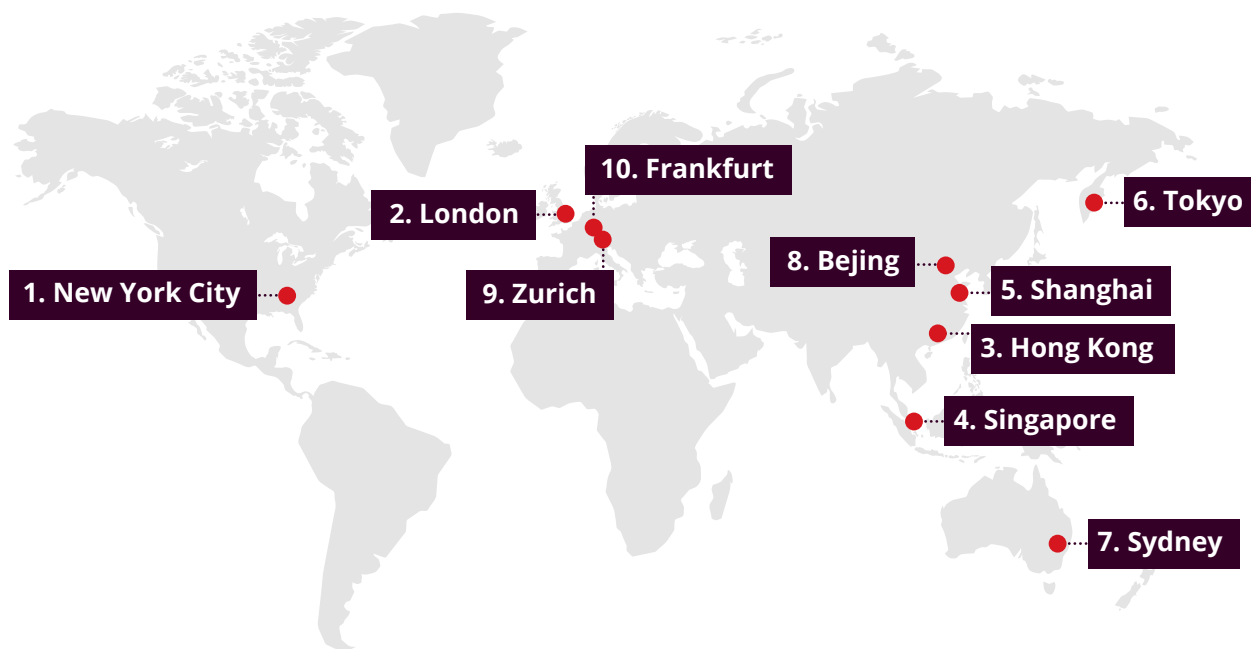 10. Frankfurt
2. London
6. Tokyo
8. Bejing
1. New York City
9. Zurich
5. Shanghai
3. Hong Kong
4. Singapore
7. Sydney